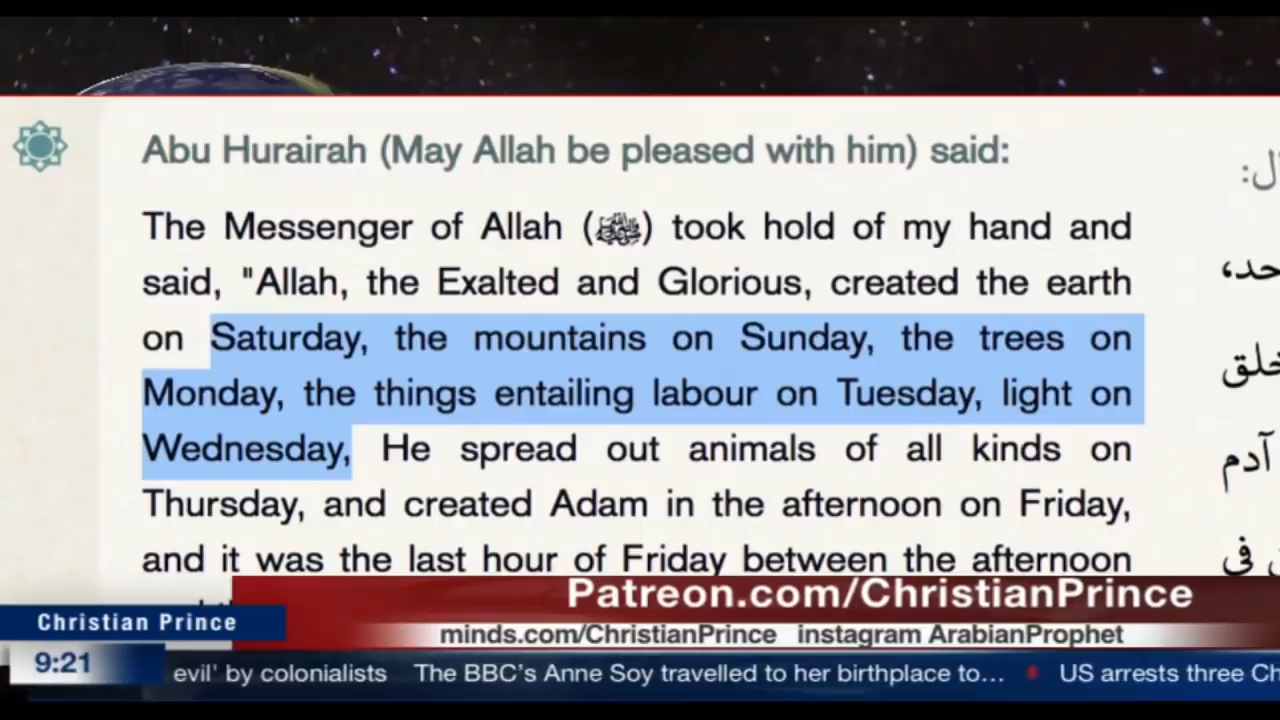 Abu Hurairah (May Allah be pleased with him) said:
The Messenger of Allah (ﷺ) took hold of my hand and
said, "Allah, the Exalted and Glorious, created the earth
on Saturday, the mountains on Sunday, the trees on
Monday, the things entailing labour on Tuesday, light on
Wednesday, He spread out animals of all kinds on
Thursday, and created Adam in the afternoon on Friday,
and it was the last hour of Friday between the afternoon
ال:
حد،
خلق
آدم
في
Patreon.com/ChristianPrince
Christian Prince
minds.com/ChristianPrince instagram ArabianProphet
9:21
evil' by colonialists The BBC's Anne Soy travelled to her birthplace to... US arrests three Ch